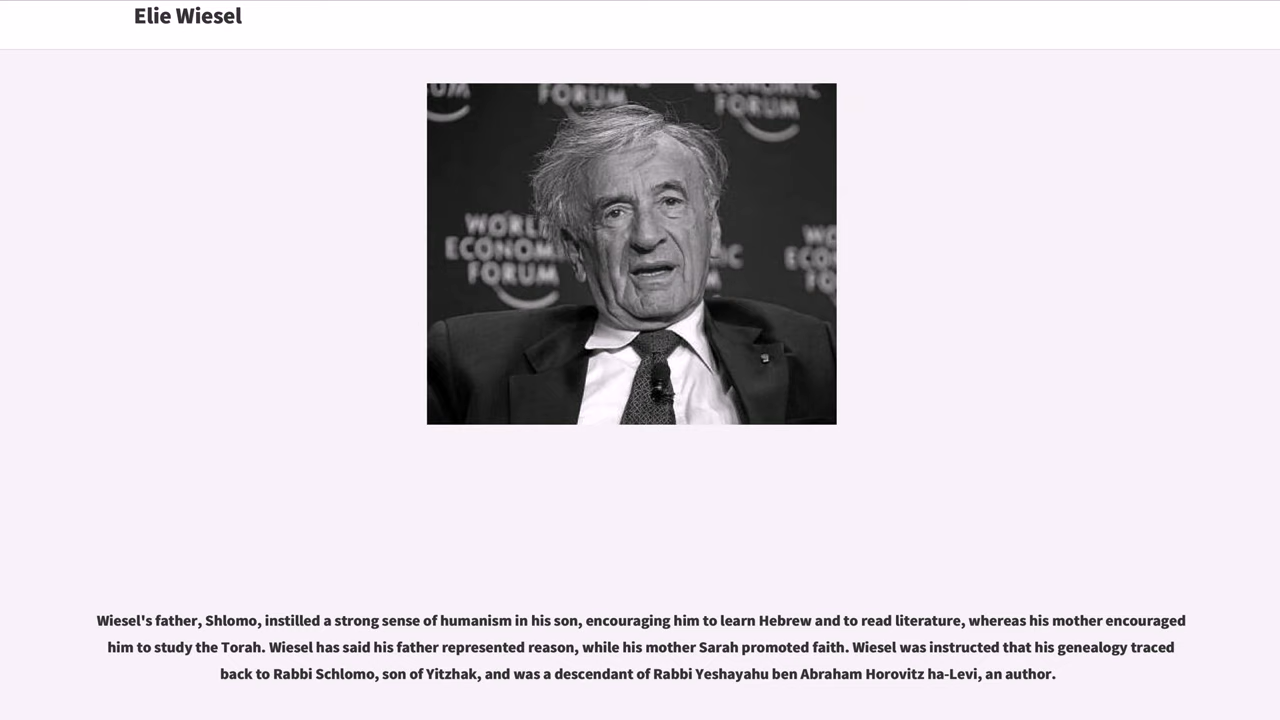 Elie Wiesel
ECONOMIC
FORUM
FORUM
WORLD
ECONOM
FORUM
Wiesel's father, Shlomo, instilled a strong sense of humanism in his son, encouraging him to learn Hebrew and to read literature, whereas his mother encouraged
him to study the Torah. Wiesel has said his father represented reason, while his mother Sarah promoted faith. Wiesel was instructed that his genealogy traced
back to Rabbi Schlomo, son of Yitzhak, and was a descendant of Rabbi Yeshayahu ben Abraham Horovitz ha-Levi, an author.